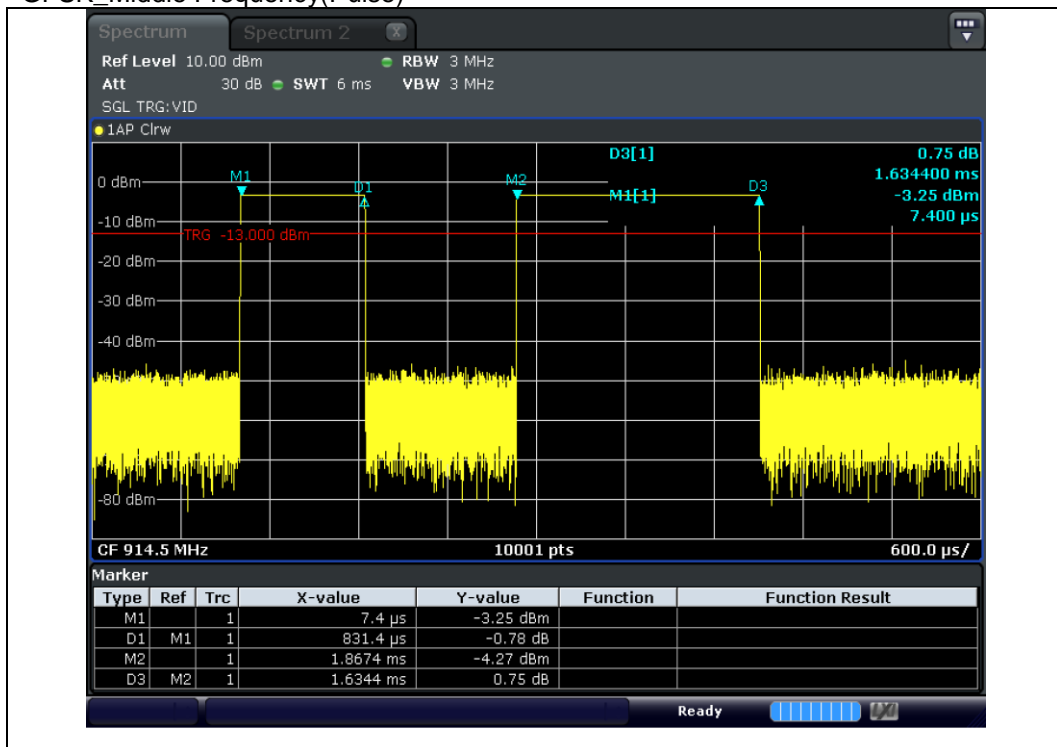 Spectrum Spectrum 2 X
Ref Level 10.00 dBm RBW 3 MHz
Att 30 dB SWT 6 ms VBW 3 MHz
SGL TRG:VID
1AP Clrw
D3[1] 0.75 dB
1.634400 ms
M1[1] -3.25 dBm
7.400 µs
M1 D1 M2 D3
0 dBm
-10 dBm
TRG -13.000 dBm
-20 dBm
-30 dBm
-40 dBm
-80 dBm
CF 914.5 MHz 10001 pts 600.0 µs/
Marker
Type Ref Trc X-value Y-value Function Function Result
M1 1 7.4 µs -3.25 dBm
D1 M1 1 831.4 µs -0.78 dB
M2 1 1.8674 ms -4.27 dBm
D3 M2 1 1.6344 ms 0.75 dB
Ready